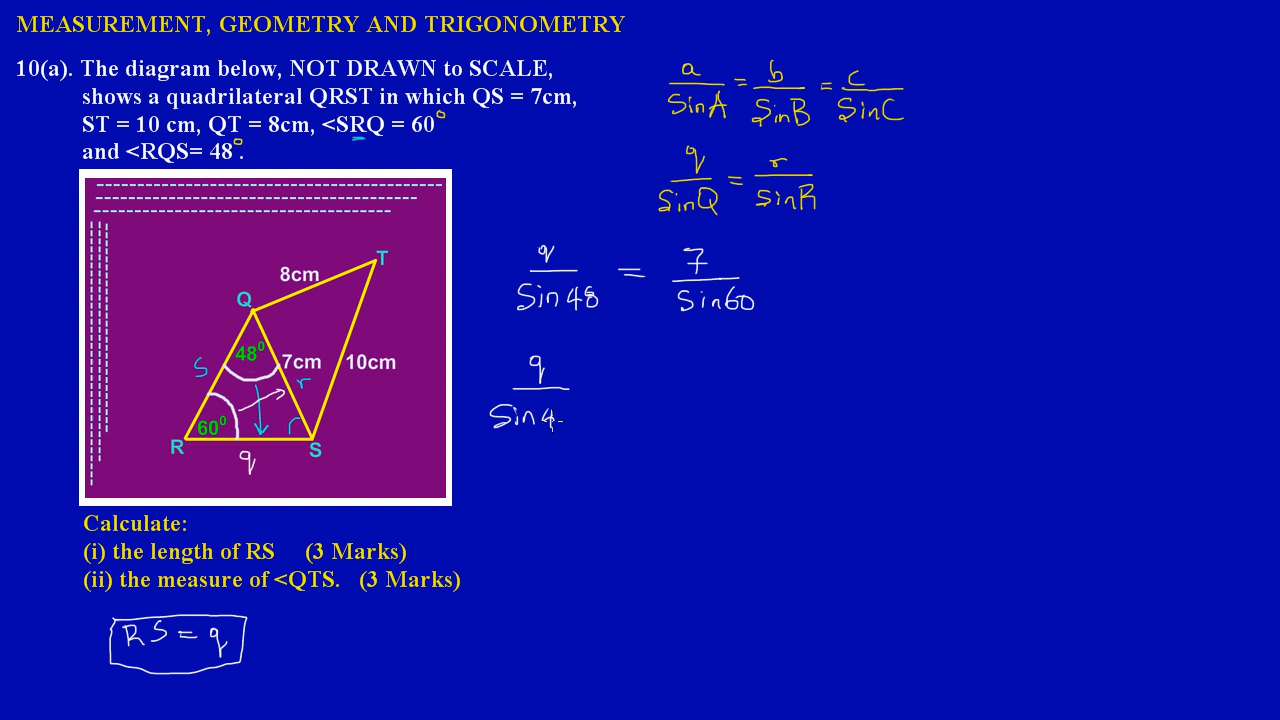 MEASUREMENT, GEOMETRY AND TRIGONOMETRY
10(a). The diagram below, NOT DRAWN to SCALE,
shows a quadrilateral QRST in which QS = 7cm,
ST = 10 cm, QT = 8cm, <SRQ = 60°
and <RQS= 48°.
a/SinA = b/SinB = c/SinC
q/SinQ = r/SinR
q/Sin48 = 7/Sin60
q/Sin4
T
8cm
Q
48⁰
7cm
10cm
S
r
60⁰
R
S
q
Calculate:
(i) the length of RS (3 Marks)
(ii) the measure of <QTS. (3 Marks)
RS = q